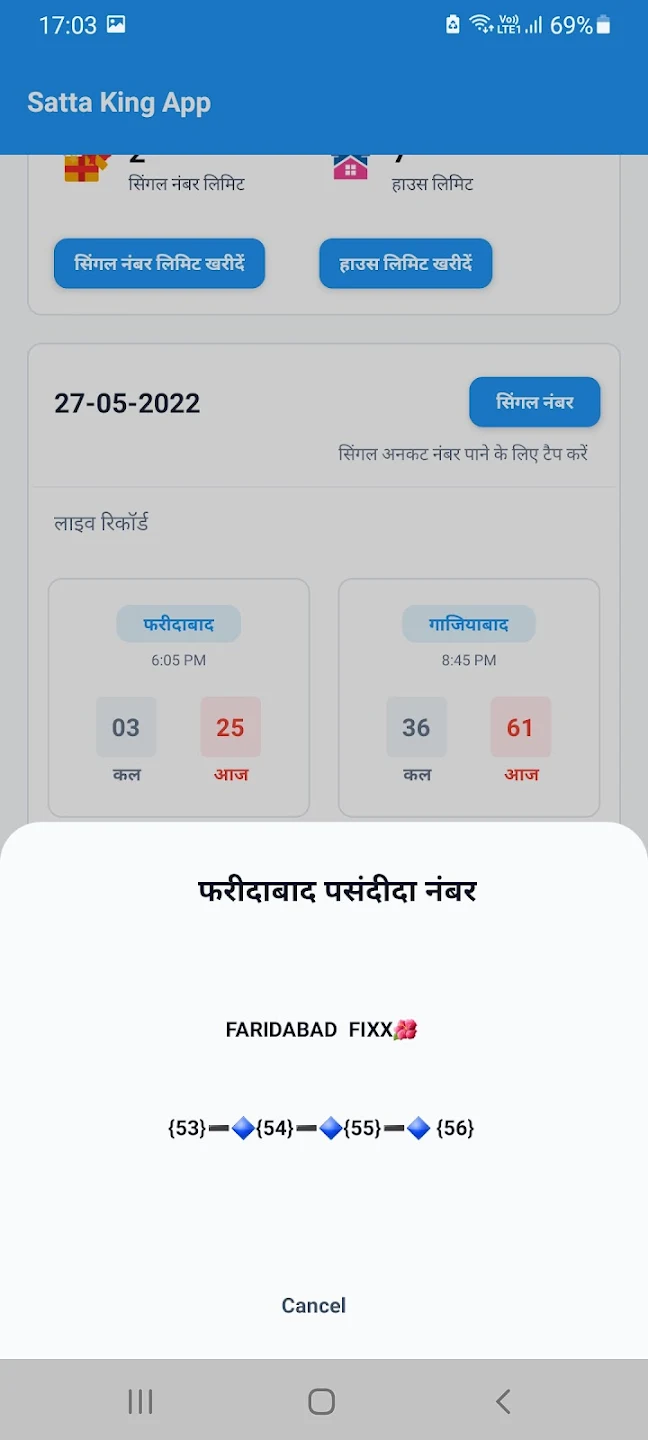 17:03 Vo)) LTE1 69%
Satta King App
सिंगल नंबर लिमिट
हाउस लिमिट
सिंगल नंबर लिमिट खरीदें
हाउस लिमिट खरीदें
27-05-2022
सिंगल नंबर
सिंगल अनकट नंबर पाने के लिए टैप करें
लाइव रिकॉर्ड
फरीदाबाद
6:05 PM
03 25
कल आज
गाजियाबाद
8:45 PM
36 61
कल आज
फरीदाबाद पसंदीदा नंबर
FARIDABAD FIXX🌺
{53}➖🔷{54}➖🔷{55}➖🔷 {56}
Cancel